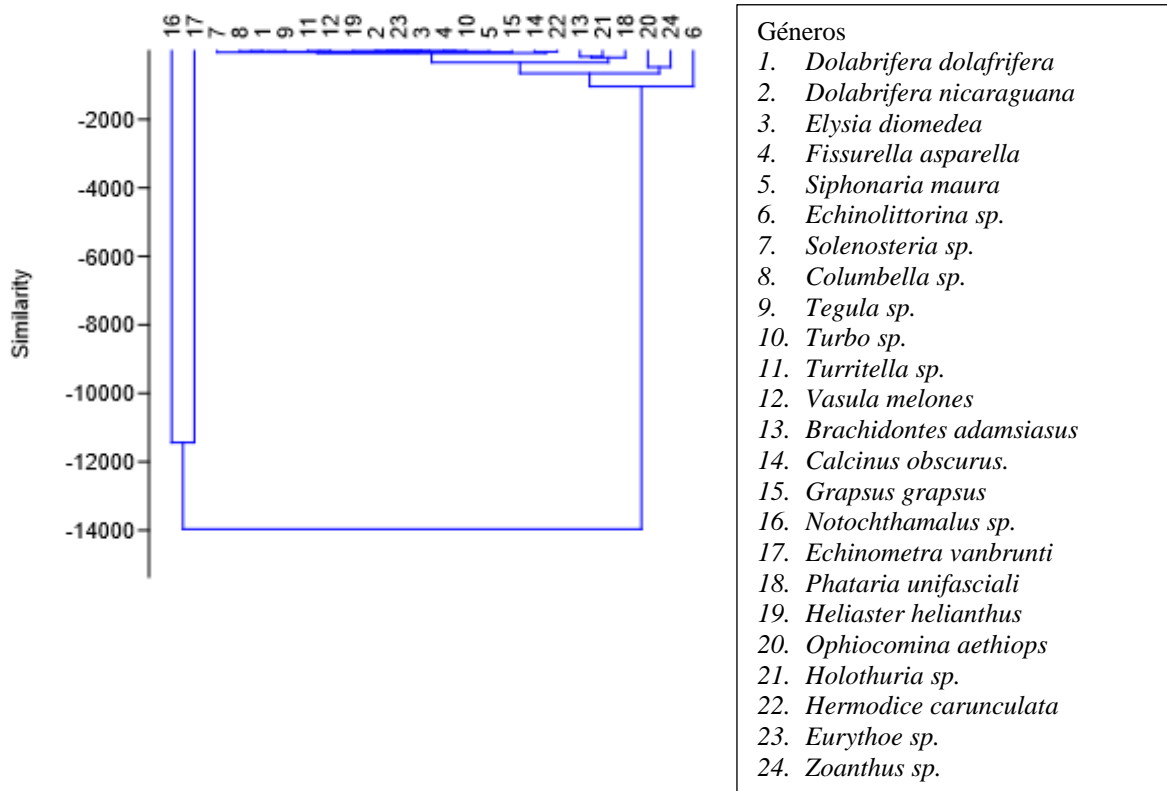 16 17 7 8 1 9 11 12 19 2 23 3 4 10 5 15 14 22 13 21 18 20 24 6
-2000
-4000
-6000
-8000
-10000
-12000
-14000
Similarity
Géneros
1. Dolabrifera dolafrifera
2. Dolabrifera nicaraguana
3. Elysia diomedea
4. Fissurella asparella
5. Siphonaria maura
6. Echinolittorina sp.
7. Solenosteria sp.
8. Columbella sp.
9. Tegula sp.
10. Turbo sp.
11. Turritella sp.
12. Vasula melones
13. Brachidontes adamsiasus
14. Calcinus obscurus.
15. Grapsus grapsus
16. Notochthamalus sp.
17. Echinometra vanbrunti
18. Phataria unifasciali
19. Heliaster helianthus
20. Ophiocomina aethiops
21. Holothuria sp.
22. Hermodice carunculata
23. Eurythoe sp.
24. Zoanthus sp.